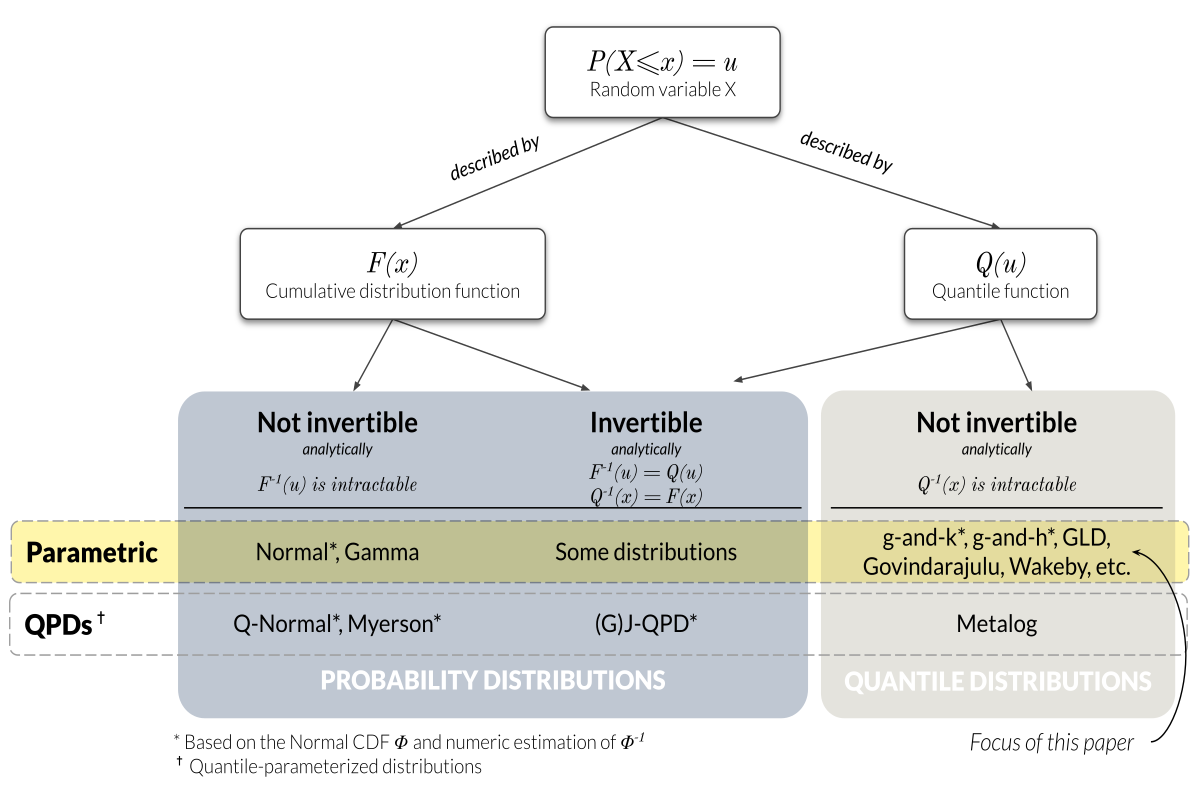 P(X⩽x) = u
Random variable X
described by
described by
F(x)
Cumulative distribution function
Q(u)
Quantile function
Not invertible
analytically
F⁻¹(u) is intractable
Invertible
analytically
F⁻¹(u) = Q(u)
Q⁻¹(x) = F(x)
Not invertible
analytically
Q⁻¹(x) is intractable
Parametric
Normal*, Gamma
Some distributions
g-and-k*, g-and-h*, GLD,
Govindarajulu, Wakeby, etc.
QPDs †
Q-Normal*, Myerson*
(G)J-QPD*
Metalog
PROBABILITY DISTRIBUTIONS
QUANTILE DISTRIBUTIONS
* Based on the Normal CDF Φ and numeric estimation of Φ⁻¹
† Quantile-parameterized distributions
Focus of this paper